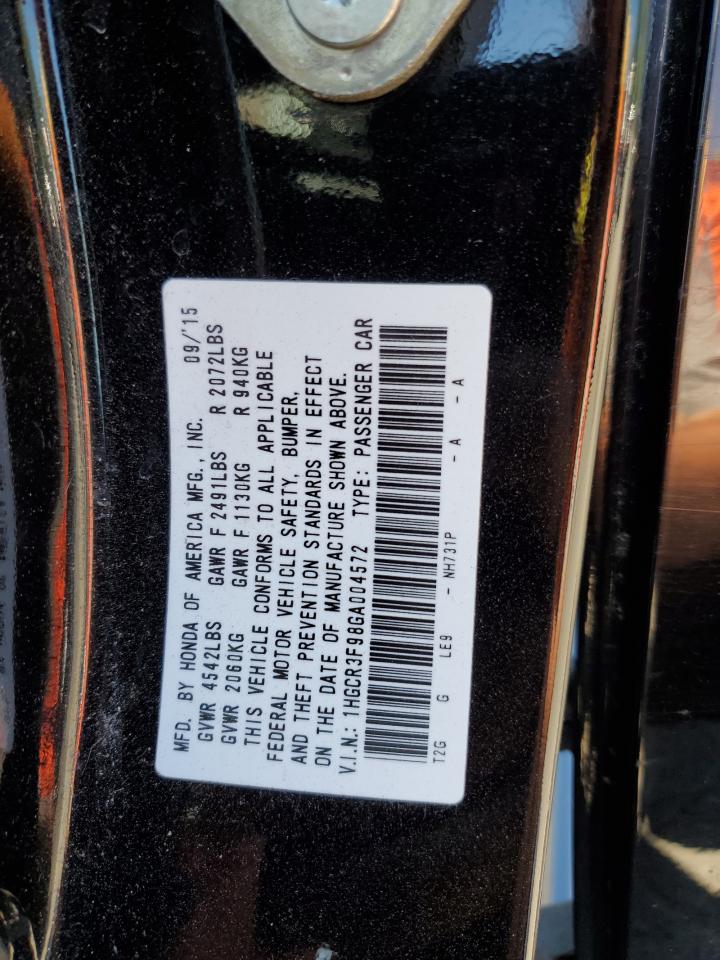 MFD. BY HONDA OF AMERICA MFG., INC. 09/'15
GVWR 4542LBS GAWR F 2491LBS R 2072LBS
GVWR 2060KG GAWR F 1130KG R 940KG
THIS VEHICLE CONFORMS TO ALL APPLICABLE
FEDERAL MOTOR VEHICLE SAFETY, BUMPER,
AND THEFT PREVENTION STANDARDS IN EFFECT
ON THE DATE OF MANUFACTURE SHOWN ABOVE.
V.I.N.: 1HGCR3F98GA004572 TYPE: PASSENGER CAR
T2G G LE9 - NH731P - A - A